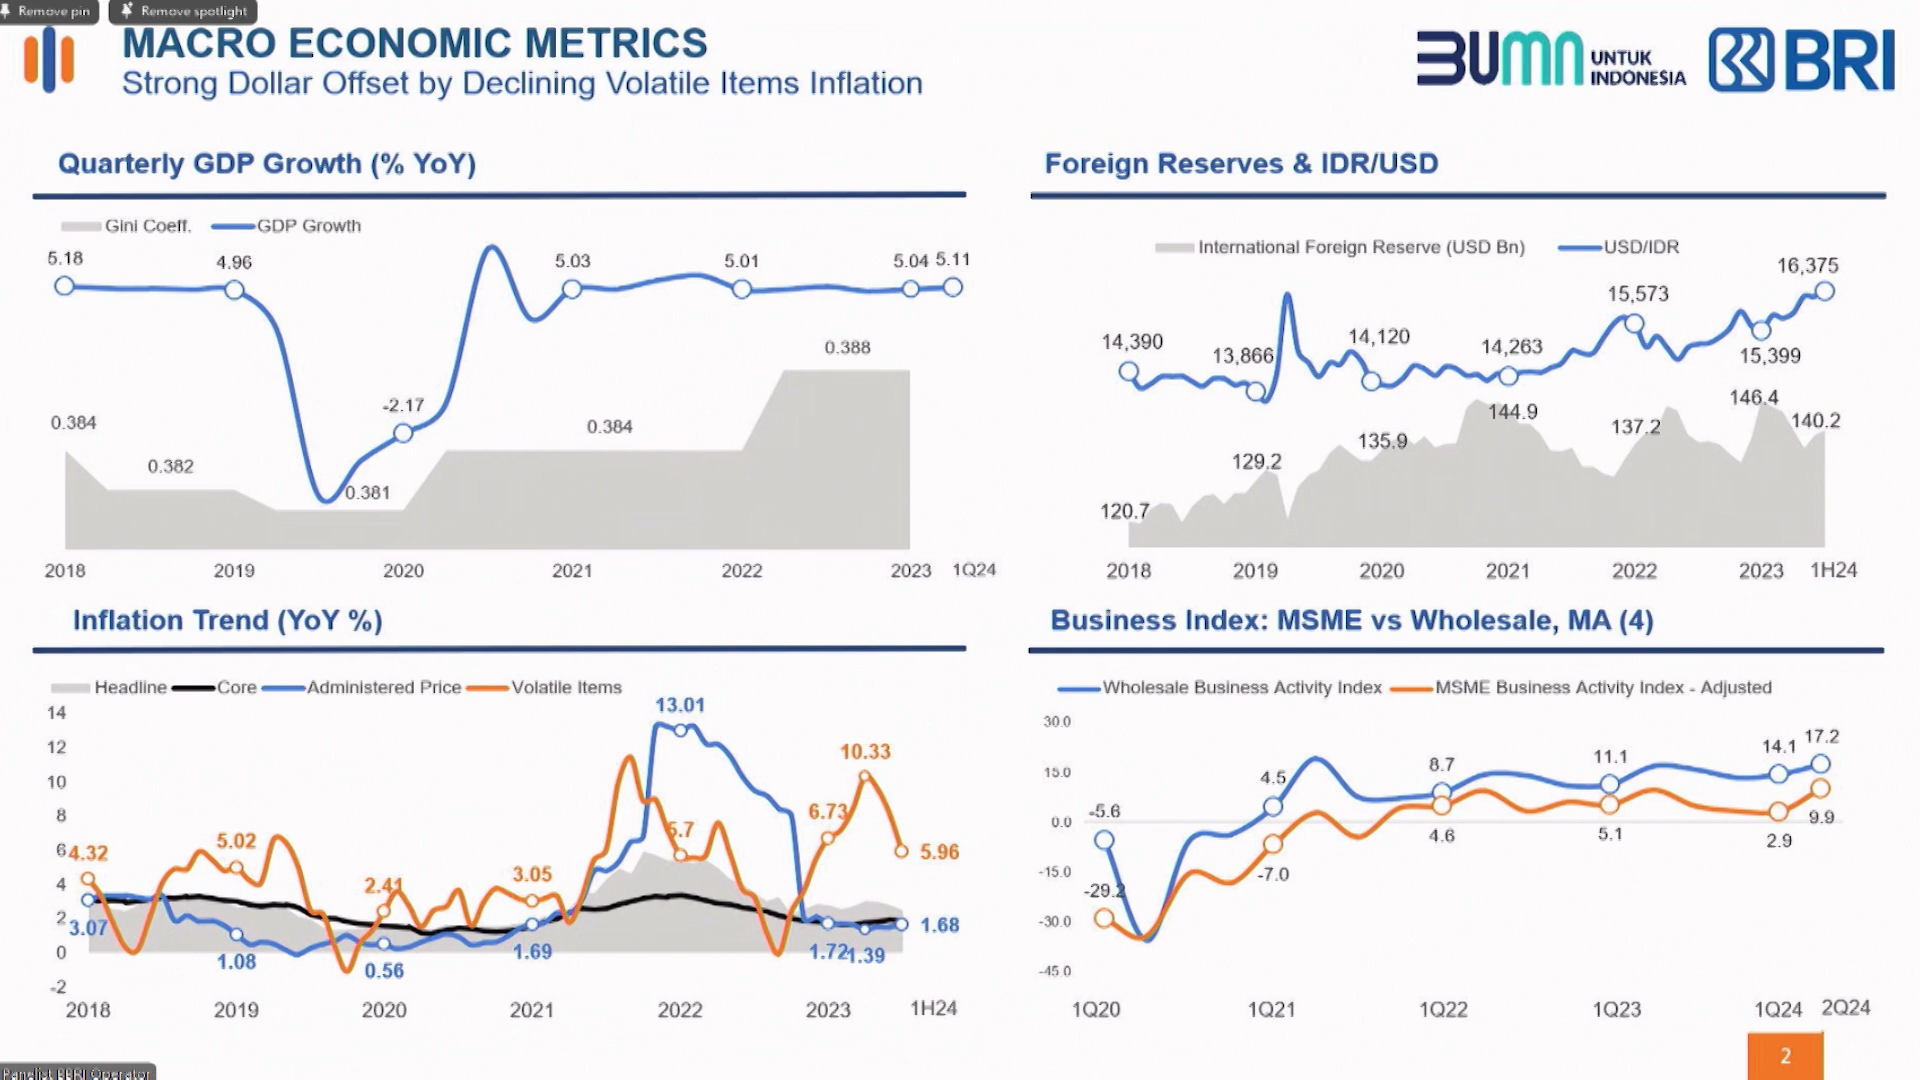 Remove pin
Remove spotlight
MACRO ECONOMIC METRICS
Strong Dollar Offset by Declining Volatile Items Inflation
BUMN UNTUK INDONESIA
BRI
Quarterly GDP Growth (% YoY)
Gini Coeff.
GDP Growth
5.18
4.96
5.03
5.01
5.04
5.11
-2.17
0.388
0.384
0.384
0.382
0.381
2018
2019
2020
2021
2022
2023
1Q24
Foreign Reserves & IDR/USD
International Foreign Reserve (USD Bn)
USD/IDR
16,375
15,573
14,390
13,866
14,120
14,263
15,399
146.4
144.9
140.2
137.2
135.9
129.2
120.7
2018
2019
2020
2021
2022
2023
1H24
Inflation Trend (YoY %)
Headline
Core
Administered Price
Volatile Items
14
12
10
8
6
4
2
0
-2
13.01
10.33
6.73
5.7
5.02
4.32
3.05
2.41
5.96
3.07
1.08
0.56
1.69
1.72
1.39
1.68
2018
2019
2020
2021
2022
2023
1H24
Business Index: MSME vs Wholesale, MA (4)
Wholesale Business Activity Index
MSME Business Activity Index - Adjusted
30.0
15.0
0.0
-15.0
-30.0
-45.0
-5.6
4.5
8.7
11.1
14.1
17.2
-29.2
-7.0
4.6
5.1
2.9
9.9
1Q20
1Q21
1Q22
1Q23
1Q24
2Q24
2
Panelist BBRI Operator